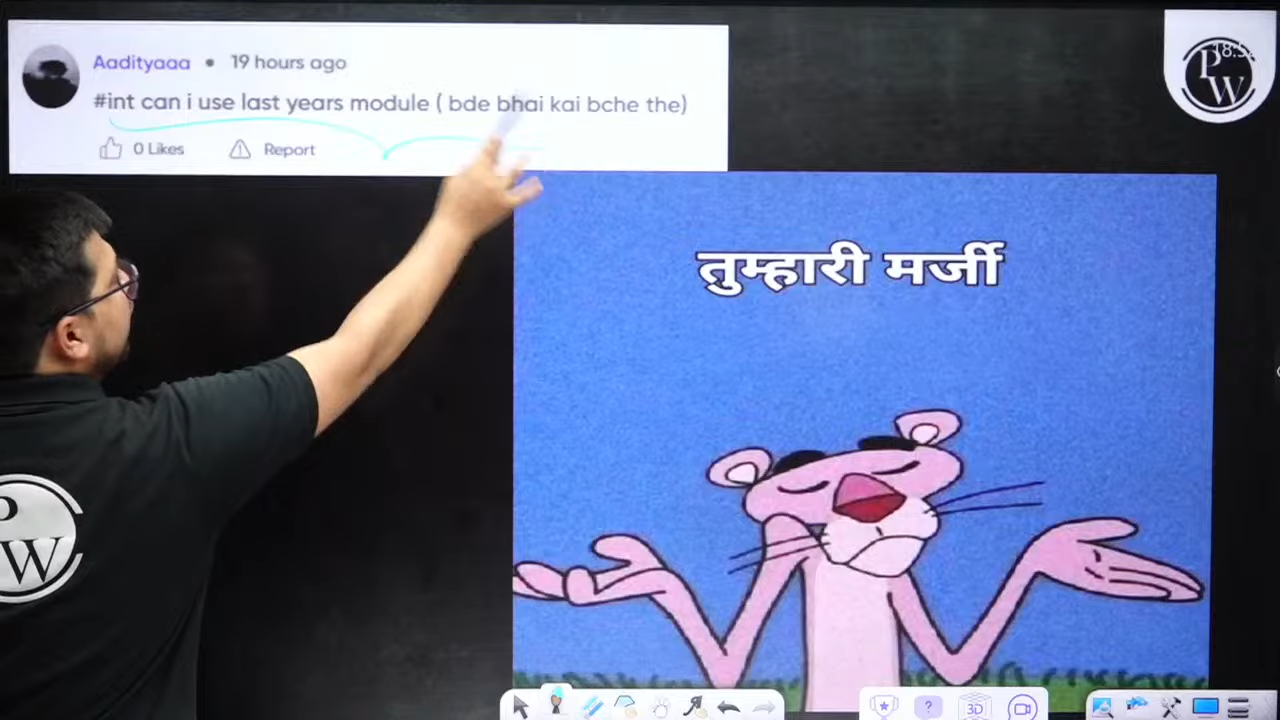 Aadityaaa • 19 hours ago
#int can i use last years module ( bde bhai kai bche the)
0 Likes
Report
P
W
तुम्हारी मर्जी
P
W
?
3D